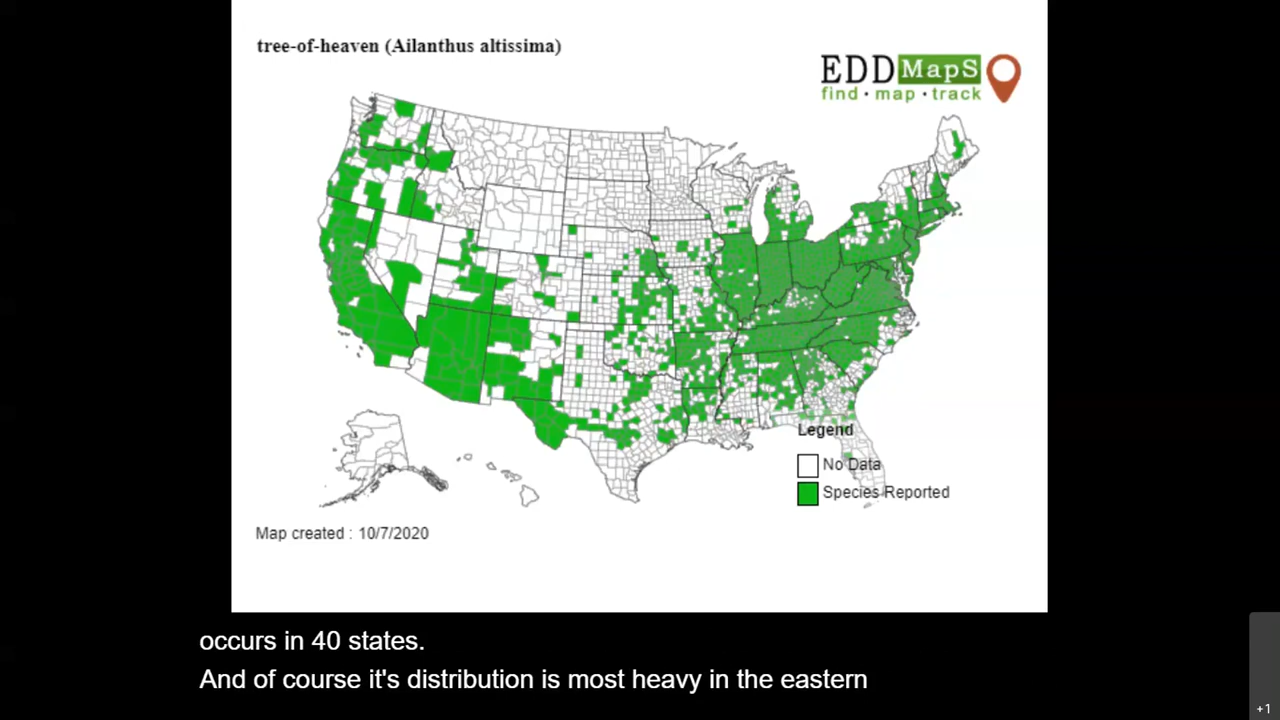 tree-of-heaven (Ailanthus altissima)
EDDMapS
find · map · track
Legend
No Data
Species Reported
Map created : 10/7/2020
occurs in 40 states.
And of course it's distribution is most heavy in the eastern
+1